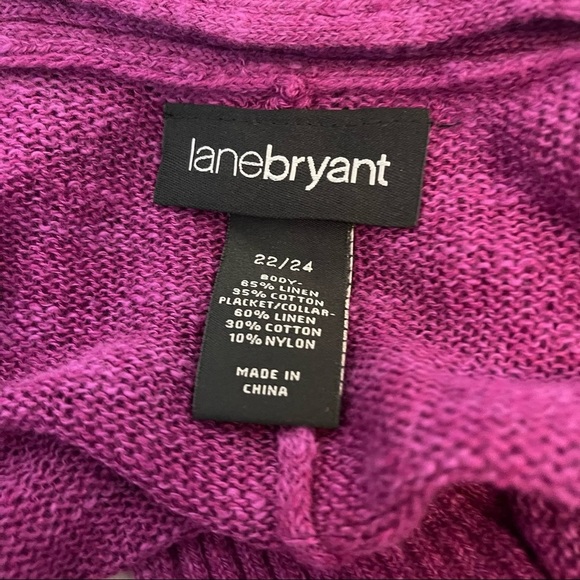 lanebryant
22/24
BODY-
65% LINEN
35% COTTON
PLACKET/COLLAR-
60% LINEN
30% COTTON
10% NYLON
MADE IN
CHINA